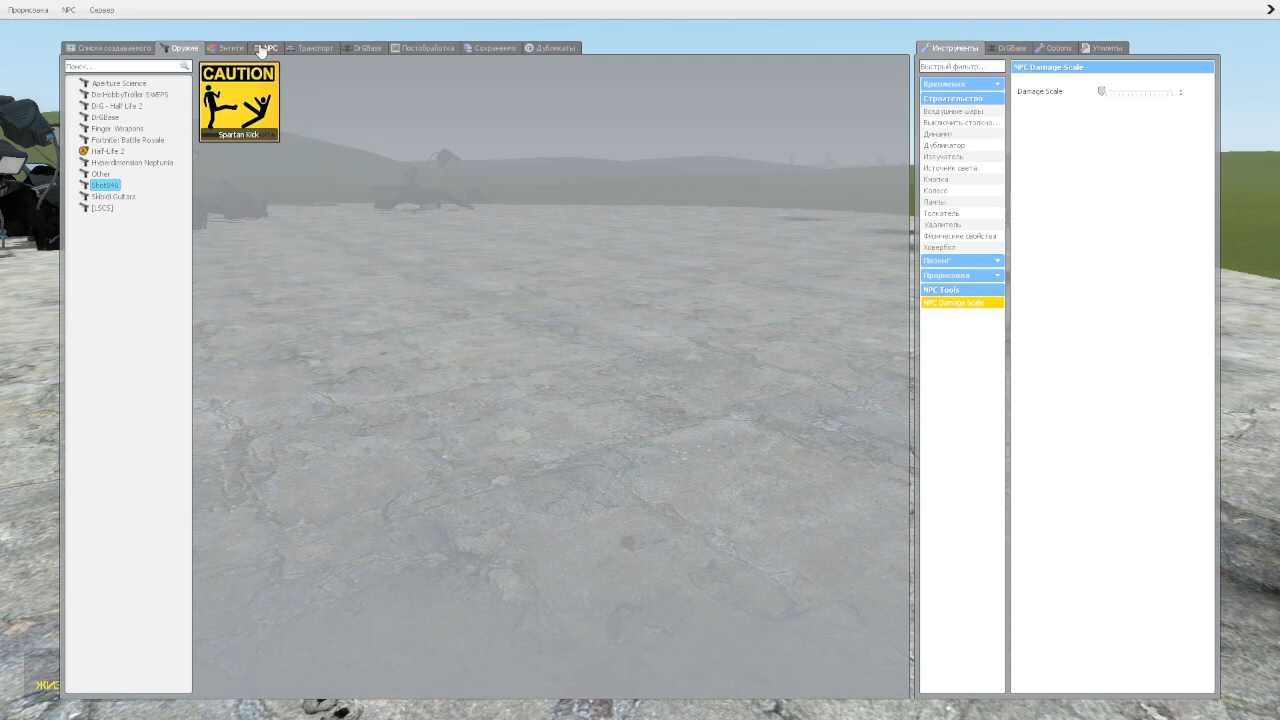 Прорисовка NPC Сервер
Списки создаваемого Оружие Энтити NPC Транспорт DrGBase Постобработка Сохранения Дубликаты
Инструменты DrGBase Options Утилиты
Поиск...
Aperture Science
DerHobbyTroller SWEPS
DrG - Half Life 2
DrGBase
Finger Weapons
Fortnite: Battle Royale
Half-Life 2
Hyperdimension Neptunia
Other
Shot846
Skibidi Guitars
[LSCS]
CAUTION
Spartan Kick
Быстрый фильтр...
Крепления
Строительство
Воздушные шары
Выключить столкно...
Динамит
Дубликатор
Излучатель
Источник света
Кнопка
Колесо
Лампы
Толкатель
Удалитель
Физические свойства
Ховербол
Позинг
Прорисовка
NPC Tools
NPC Damage Scale
NPC Damage Scale
Damage Scale 1